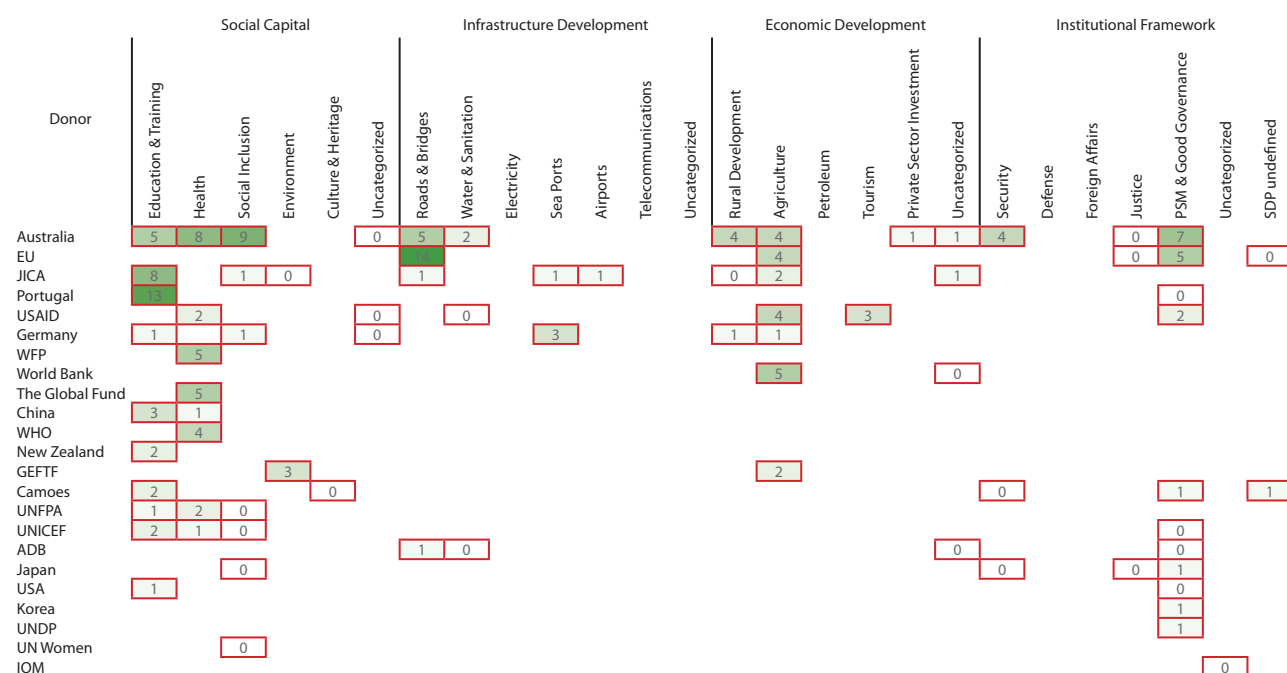 Social Capital Infrastructure Development Economic Development Institutional Framework
Donor Education & Training Health Social Inclusion Environment Culture & Heritage Uncategorized Roads & Bridges Water & Sanitation Electricity Sea Ports Airports Telecommunications Uncategorized Rural Development Agriculture Petroleum Tourism Private Sector Investment Uncategorized Security Defense Foreign Affairs Justice PSM & Good Governance Uncategorized SDP undefined
Australia 5 8 9 0 5 2 4 4 1 1 4 0 7
EU 14 4 0 5 0
JICA 8 1 0 1 1 1 0 2 1
Portugal 13 0
USAID 2 0 0 4 3 2
Germany 1 1 0 3 1 1
WFP 5
World Bank 5 0
The Global Fund 5
China 3 1
WHO 4
New Zealand 2
GEFTF 3 2
Camoes 2 0 0 1 1
UNFPA 1 2 0
UNICEF 2 1 0 0
ADB 1 0 0 0
Japan 0 0 0 1
USA 1 0
Korea 1
UNDP 1
UN Women 0
IOM 0